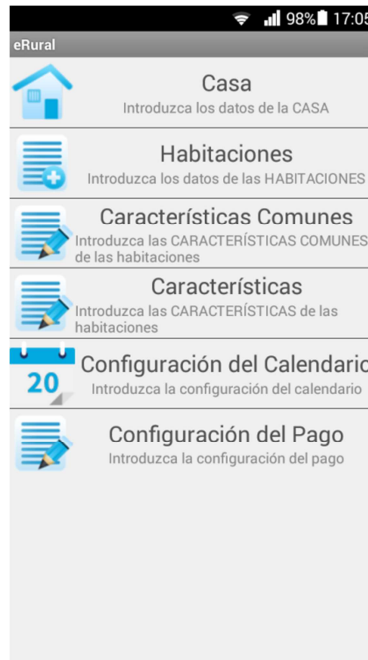 98% 17:05
eRural
Casa
Introduzca los datos de la CASA
Habitaciones
Introduzca los datos de las HABITACIONES
Características Comunes
Introduzca las CARACTERÍSTICAS COMUNES
de las habitaciones
Características
Introduzca las CARACTERÍSTICAS de las
habitaciones
20
Configuración del Calendario
Introduzca la configuración del calendario
Configuración del Pago
Introduzca la configuración del pago